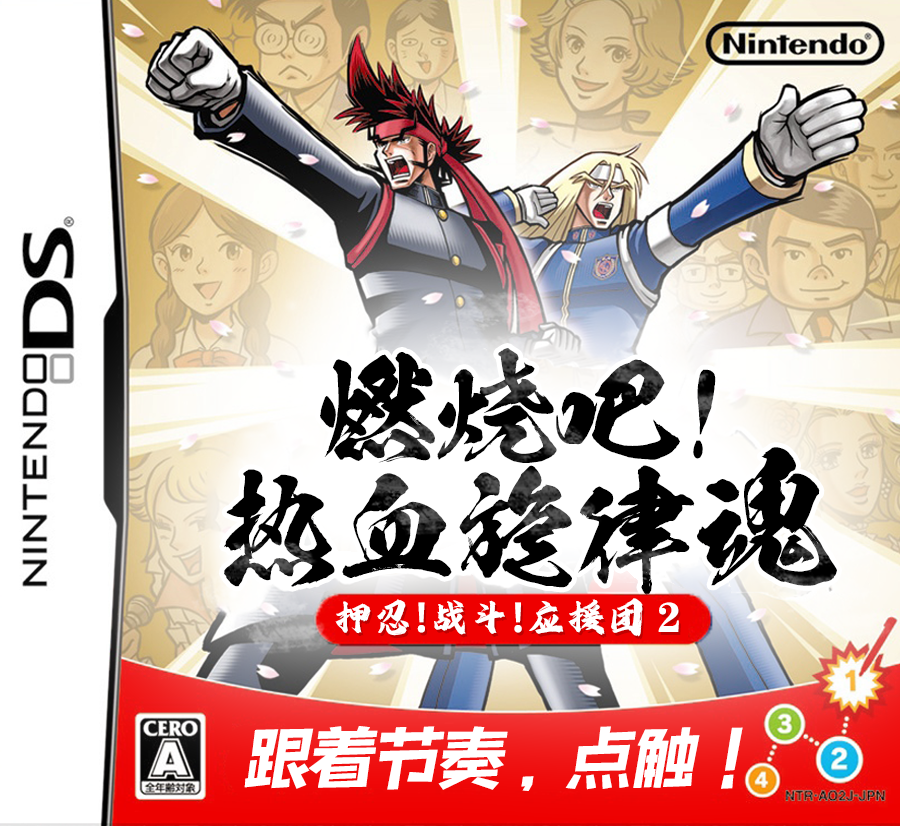 Nintendo®
NINTENDO DS®
燃烧吧！
热血旋律魂
押忍！战斗！应援团2
跟着节奏，点触！
1
3
2
4
CERO
A
全年齢対象
NTR-AO2J-JPN